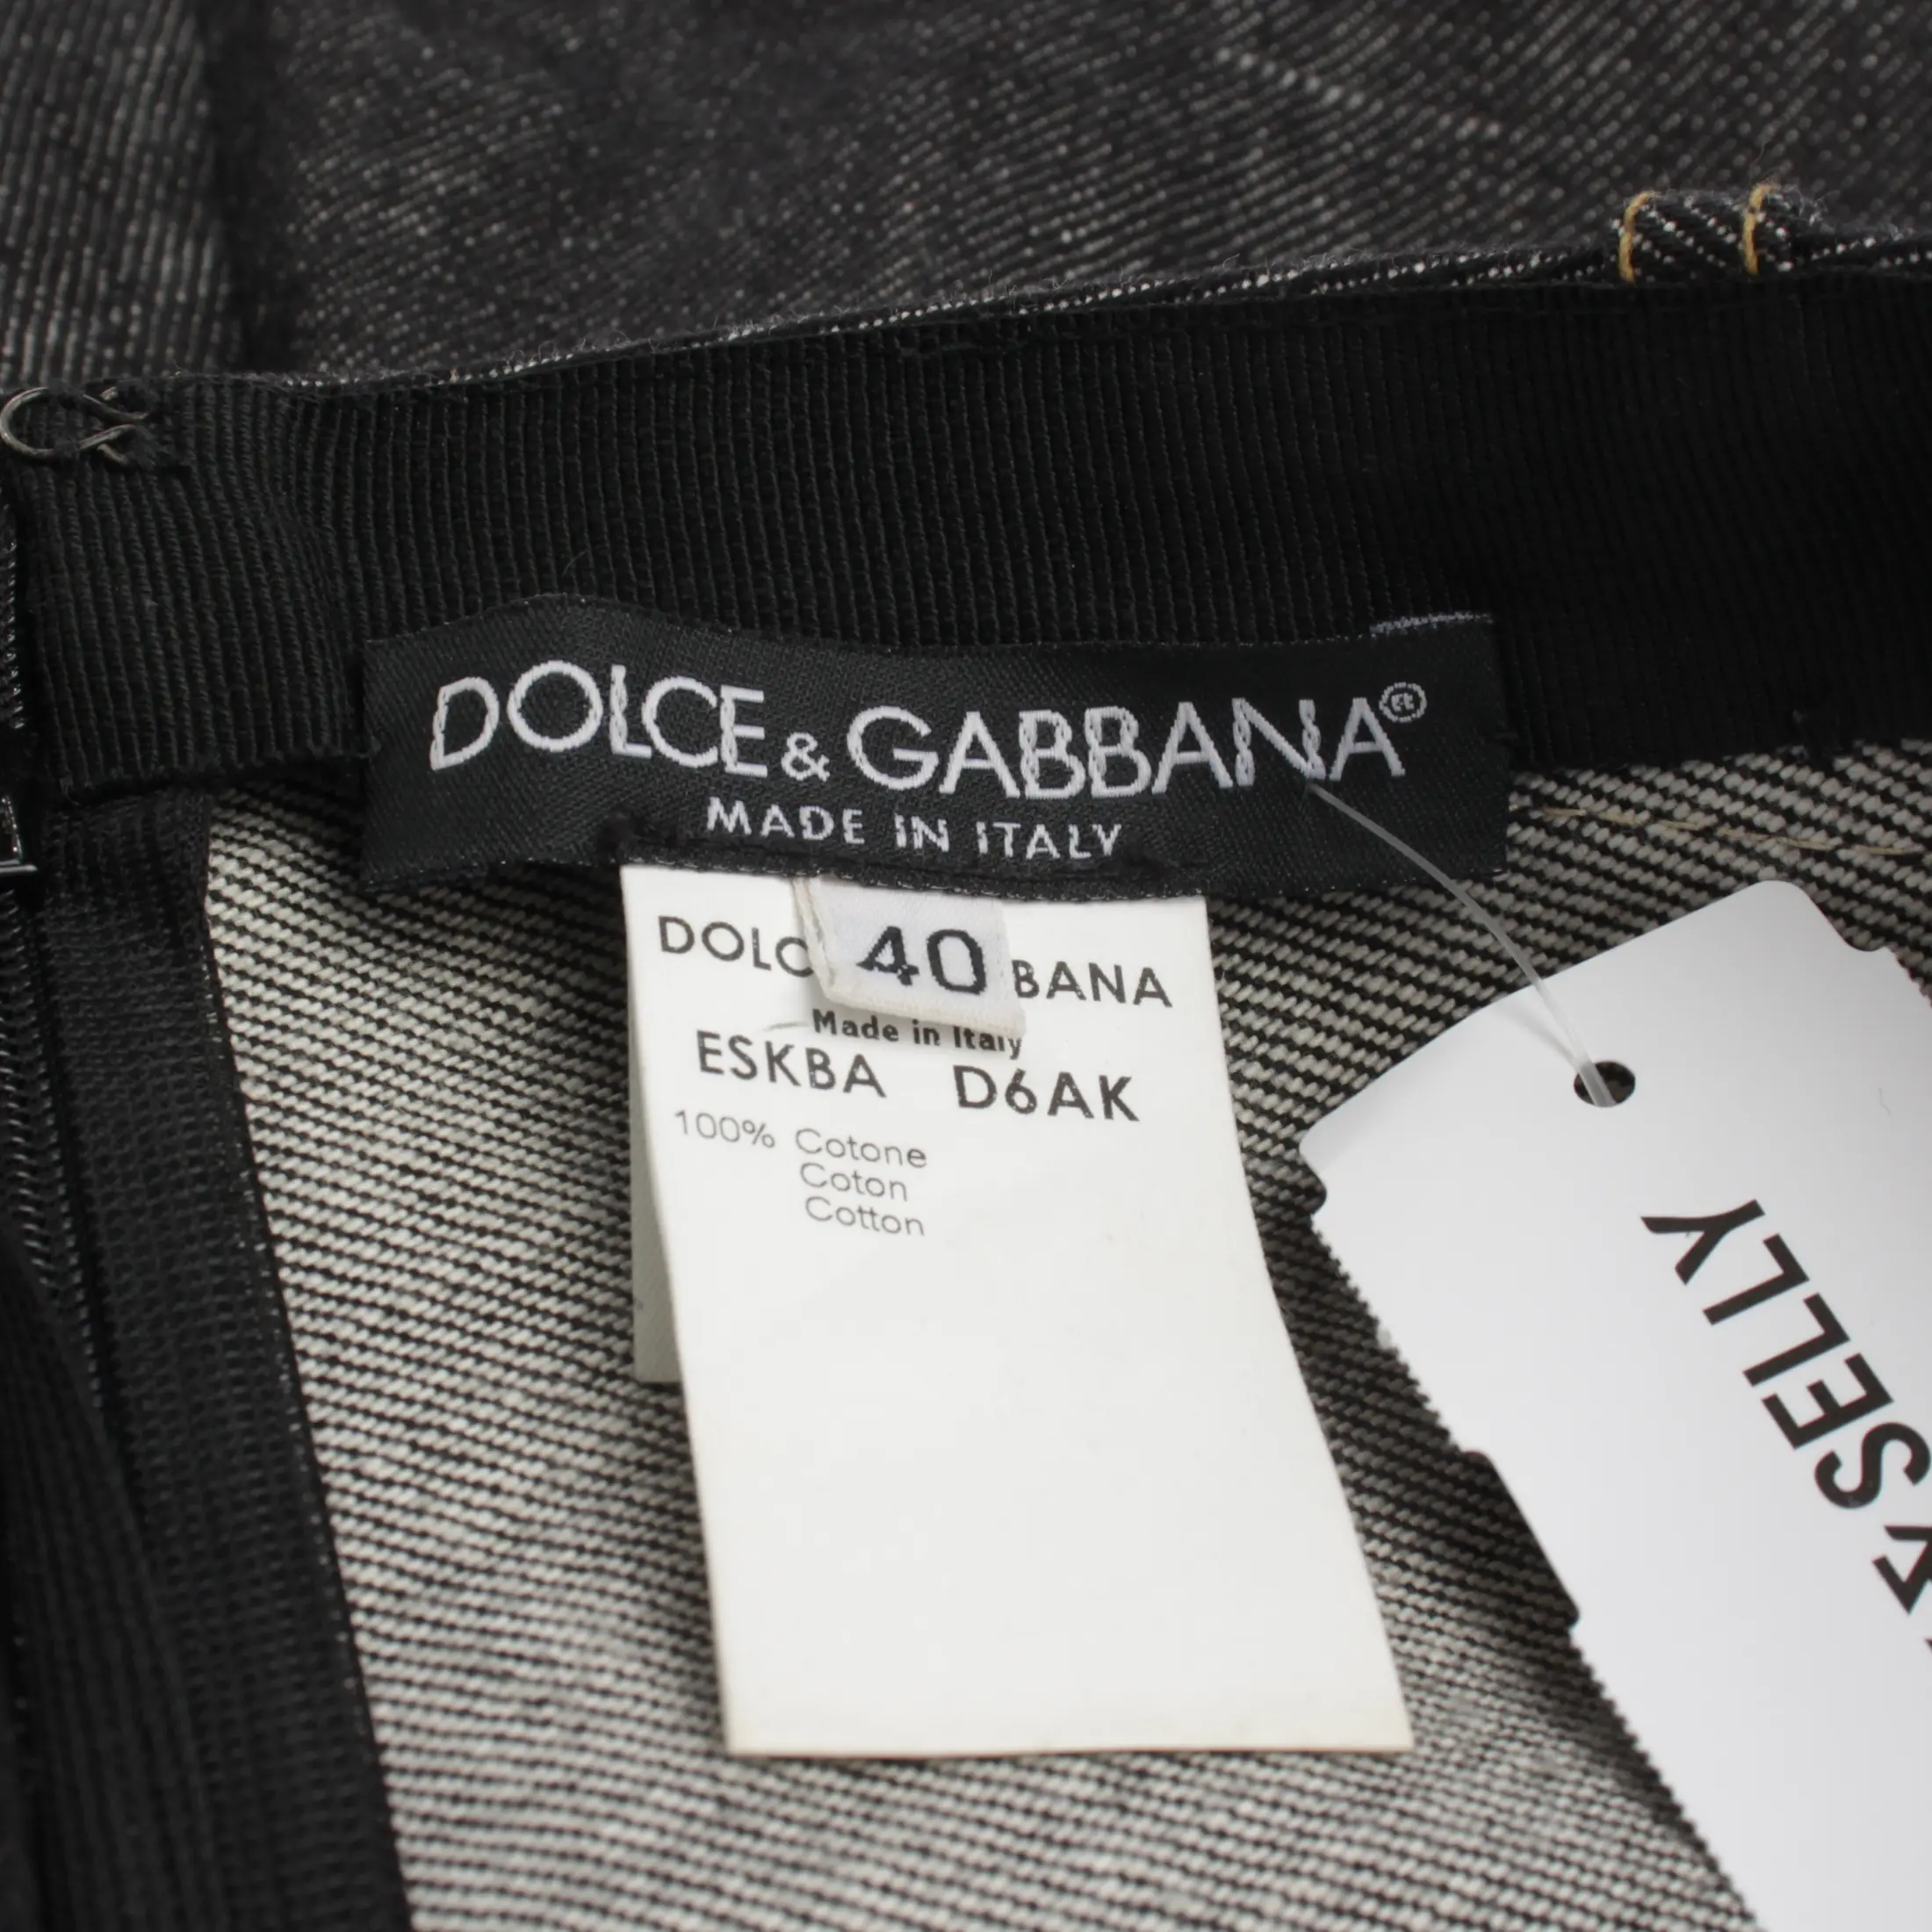 DOLCE & GABBANA®
MADE IN ITALY
40
DOLC BANA
Made in Italy
ESKBA D6AK
100% Cotone
Coton
Cotton
SELLY